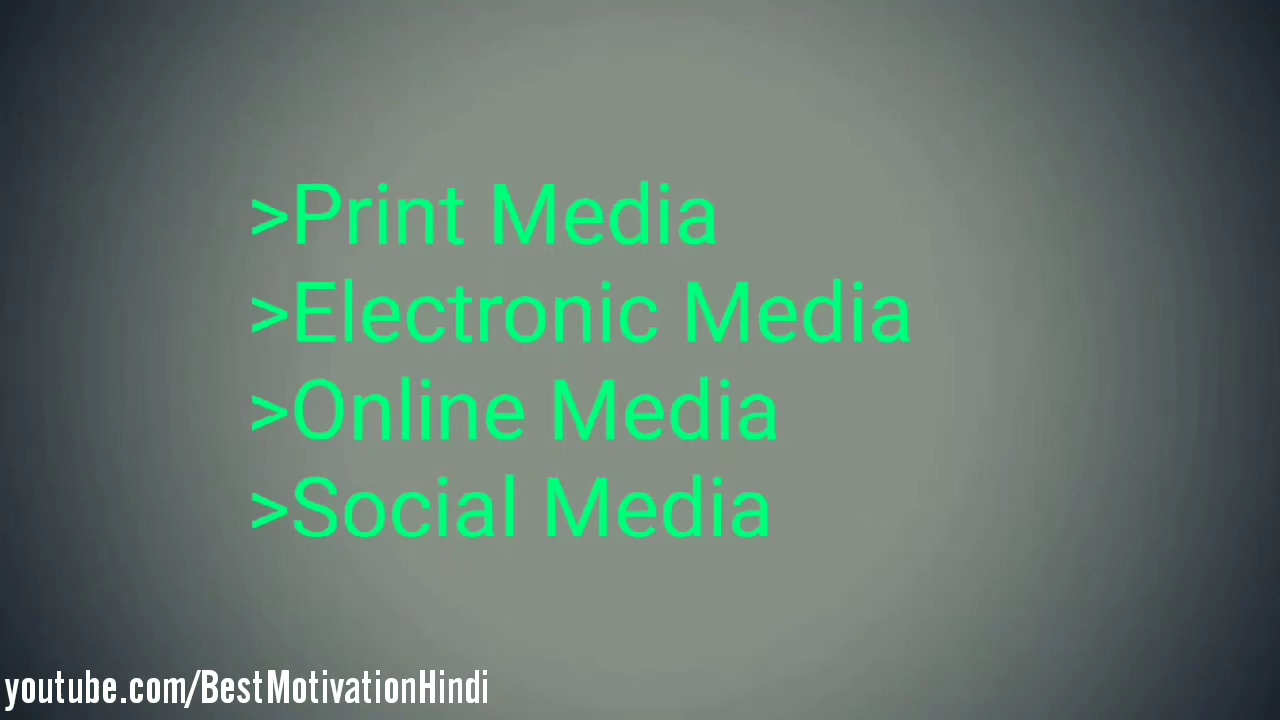 >Print Media
>Electronic Media
>Online Media
>Social Media
youtube.com/BestMotivationHindi